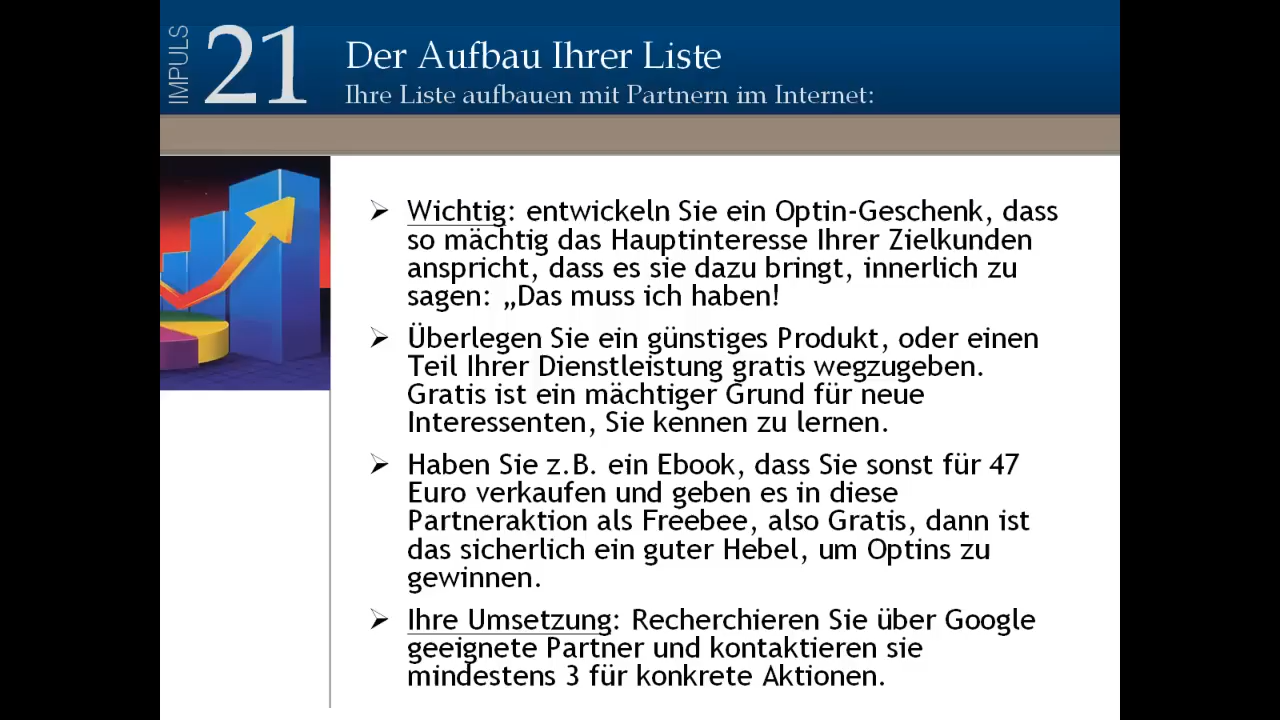 IMPULS
21
Der Aufbau Ihrer Liste
Ihre Liste aufbauen mit Partnern im Internet:
➢ Wichtig: entwickeln Sie ein Optin-Geschenk, dass
so mächtig das Hauptinteresse Ihrer Zielkunden
anspricht, dass es sie dazu bringt, innerlich zu
sagen: „Das muss ich haben!
➢ Überlegen Sie ein günstiges Produkt, oder einen
Teil Ihrer Dienstleistung gratis wegzugeben.
Gratis ist ein mächtiger Grund für neue
Interessenten, Sie kennen zu lernen.
➢ Haben Sie z.B. ein Ebook, dass Sie sonst für 47
Euro verkaufen und geben es in diese
Partneraktion als Freebee, also Gratis, dann ist
das sicherlich ein guter Hebel, um Optins zu
gewinnen.
➢ Ihre Umsetzung: Recherchieren Sie über Google
geeignete Partner und kontaktieren sie
mindestens 3 für konkrete Aktionen.